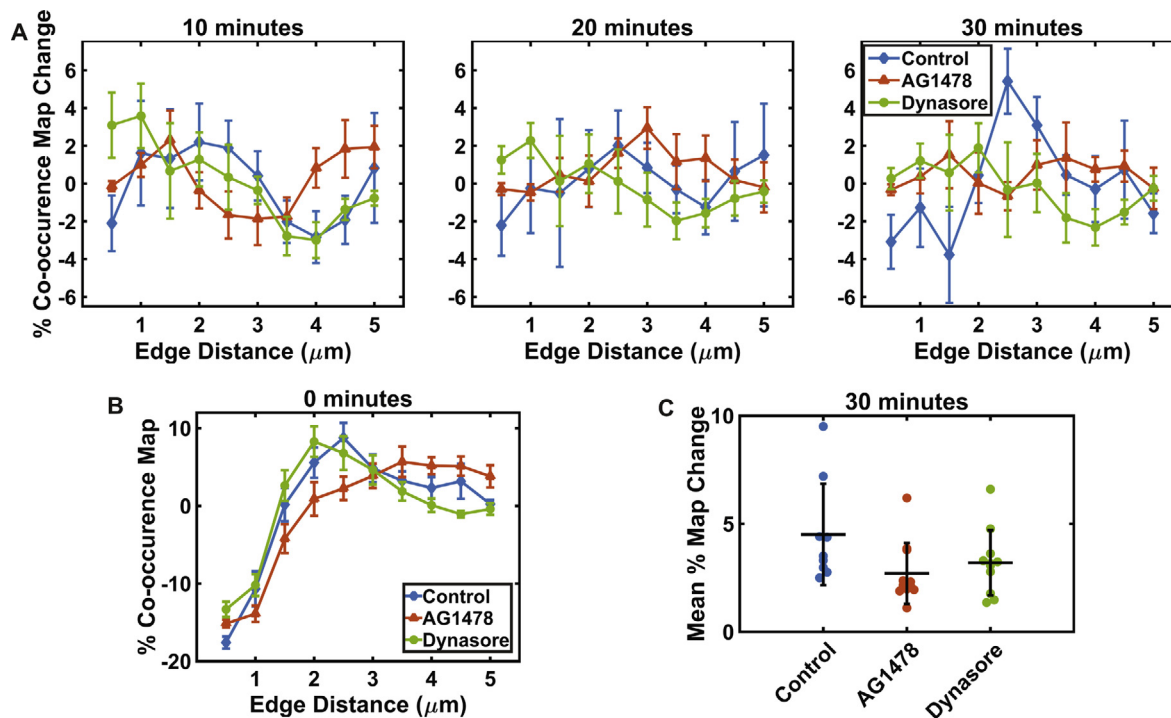 A
10 minutes
20 minutes
30 minutes
% Co-occurence Map Change
6
4
2
0
-2
-4
-6
1 2 3 4 5
Edge Distance (μm)
6
4
2
0
-2
-4
-6
1 2 3 4 5
Edge Distance (μm)
Control
AG1478
Dynasore
6
4
2
0
-2
-4
-6
1 2 3 4 5
Edge Distance (μm)
B
0 minutes
% Co-occurence Map
10
0
-10
-20
Control
AG1478
Dynasore
1 2 3 4 5
Edge Distance (μm)
C
30 minutes
Mean % Map Change
10
5
0
Control
AG1478
Dynasore